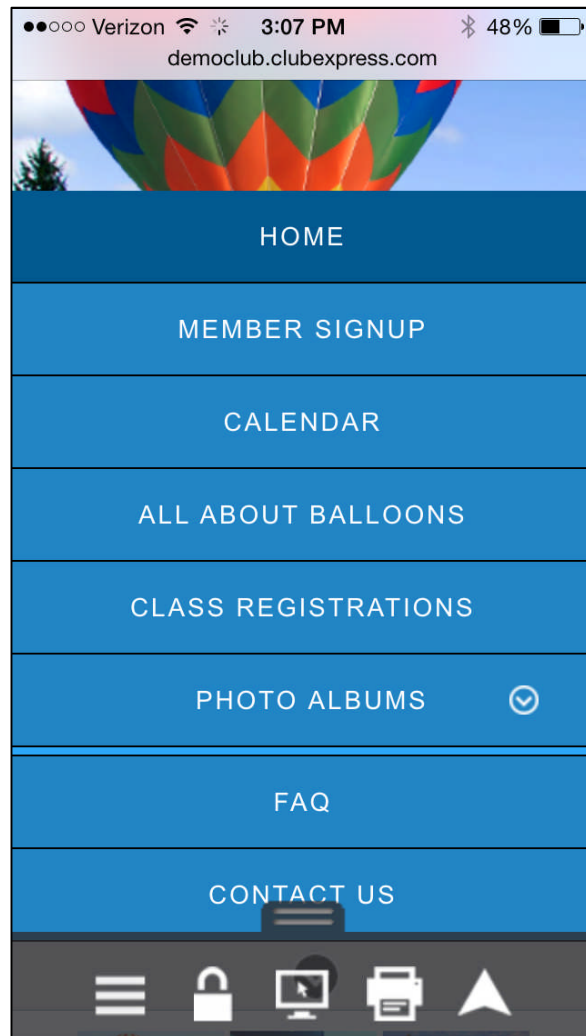 Verizon 3:07 PM 48%
democlub.clubexpress.com
HOME
MEMBER SIGNUP
CALENDAR
ALL ABOUT BALLOONS
CLASS REGISTRATIONS
PHOTO ALBUMS
FAQ
CONTACT US